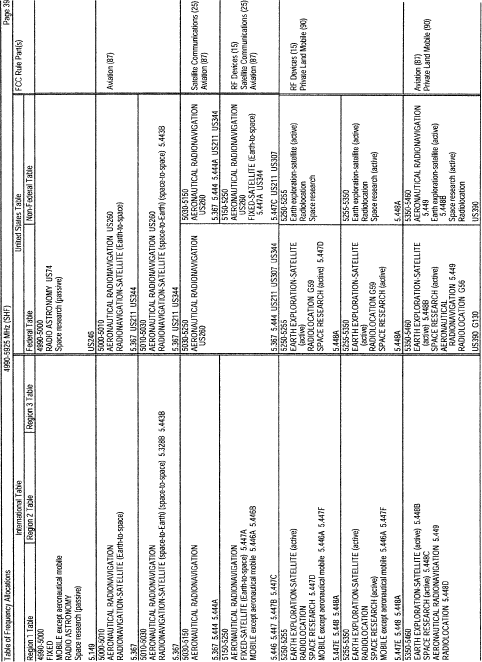 Table of Frequency Allocations 4990-5925 MHz (SHF) Page 39
International Table United States Table FCC Rule Part(s)
Region 1 Table Region 2 Table Region 3 Table Federal Table Non-Federal Table
4990-5000
FIXED
MOBILE except aeronautical mobile
RADIO ASTRONOMY
Space research (passive)
5.149
4990-5000
RADIO ASTRONOMY US74
Space research (passive)
US246
5000-5010
AERONAUTICAL RADIONAVIGATION
RADIONAVIGATION-SATELLITE (Earth-to-space)
5.367
5000-5010
AERONAUTICAL RADIONAVIGATION US260
RADIONAVIGATION-SATELLITE (Earth-to-space)
5.367 US211 US344
Aviation (87)
5010-5030
AERONAUTICAL RADIONAVIGATION
RADIONAVIGATION-SATELLITE (space-to-Earth) (space-to-space) 5.328B 5.443B
5.367
5010-5030
AERONAUTICAL RADIONAVIGATION US260
RADIONAVIGATION-SATELLITE (space-to-Earth) (space-to-space) 5.443B
5.367 US211 US344
5030-5150
AERONAUTICAL RADIONAVIGATION
5.367 5.444 5.444A
5030-5250
AERONAUTICAL RADIONAVIGATION
US260
5.367 5.444 US211 US307 US344
5030-5150
AERONAUTICAL RADIONAVIGATION
US260
5.367 5.444 5.444A US211 US344
Satellite Communications (25)
Aviation (87)
5150-5250
AERONAUTICAL RADIONAVIGATION
FIXED-SATELLITE (Earth-to-space) 5.447A
MOBILE except aeronautical mobile 5.446A 5.446B
5.446 5.447 5.447B 5.447C
5150-5250
AERONAUTICAL RADIONAVIGATION
US260
FIXED-SATELLITE (Earth-to-space)
5.447A US344
5.447C US211 US307
RF Devices (15)
Satellite Communications (25)
Aviation (87)
5250-5255
EARTH EXPLORATION-SATELLITE (active)
RADIOLOCATION
SPACE RESEARCH 5.447D
MOBILE except aeronautical mobile 5.446A 5.447F
5.447E 5.448 5.448A
5250-5255
EARTH EXPLORATION-SATELLITE
(active)
RADIOLOCATION G59
SPACE RESEARCH (active) 5.447D
5.448A
5250-5255
Earth exploration-satellite (active)
Radiolocation
Space research
RF Devices (15)
Private Land Mobile (90)
5255-5350
EARTH EXPLORATION-SATELLITE (active)
RADIOLOCATION
SPACE RESEARCH (active)
MOBILE except aeronautical mobile 5.446A 5.447F
5.447E 5.448 5.448A
5255-5350
EARTH EXPLORATION-SATELLITE
(active)
RADIOLOCATION G59
SPACE RESEARCH (active)
5.448A
5255-5350
Earth exploration-satellite (active)
Radiolocation
Space research (active)
5.448A
5350-5460
EARTH EXPLORATION-SATELLITE (active) 5.448B
SPACE RESEARCH (active) 5.448C
AERONAUTICAL RADIONAVIGATION 5.449
RADIOLOCATION 5.448D
5350-5460
EARTH EXPLORATION-SATELLITE
(active) 5.448B
SPACE RESEARCH (active)
AERONAUTICAL
RADIONAVIGATION 5.449
RADIOLOCATION G56
US390 G130
5350-5460
AERONAUTICAL RADIONAVIGATION
5.449
Earth exploration-satellite (active)
5.448B
Space research (active)
Radiolocation
US390
Aviation (87)
Private Land Mobile (90)